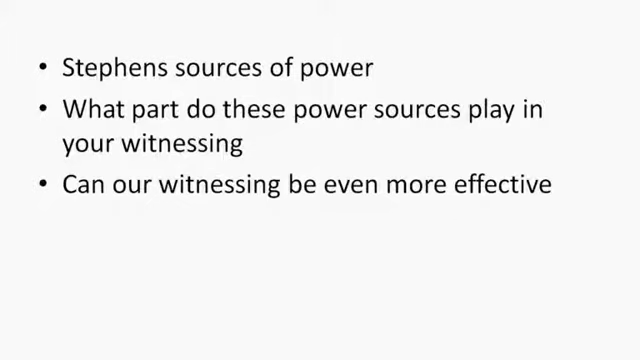 • Stephens sources of power
• What part do these power sources play in
your witnessing
• Can our witnessing be even more effective